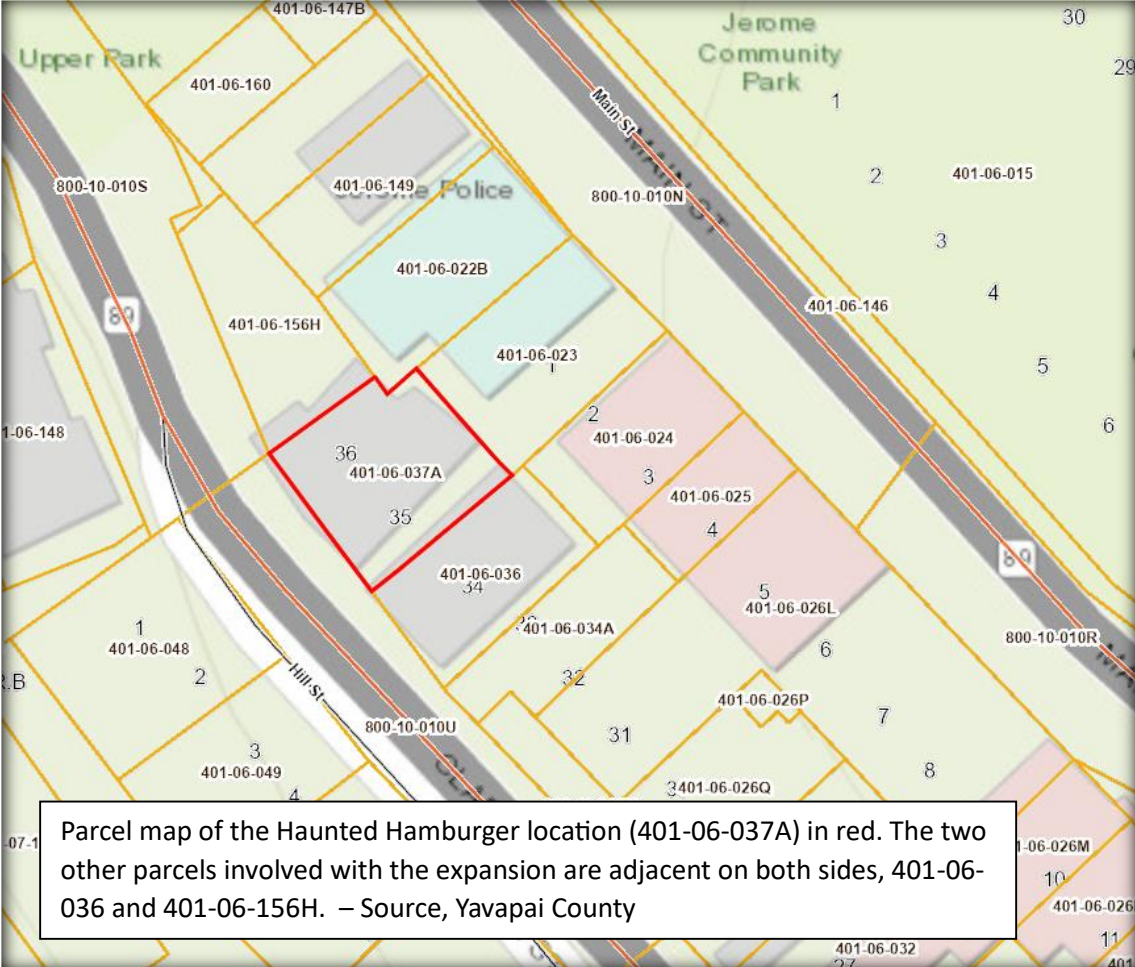 401-06-147B
Jerome
Community
Park
30
Upper Park
29
401-06-160
1
Main St
MAIN ST
2
401-06-015
800-10-010S
401-06-149
Police
800-10-010N
3
401-06-022B
4
401-06-146
89
401-06-156H
401-06-023
1
5
2
6
401-06-024
1-06-148
36
401-06-037A
3
401-06-025
35
4
89
401-06-036
34
5
401-06-026L
1
401-06-034A
800-10-010R
401-06-048
6
2
R.B
32
Hill St
401-06-026P
7
800-10-010U
31
3
8
401-06-049
401-06-026Q
4
Parcel map of the Haunted Hamburger location (401-06-037A) in red. The two
other parcels involved with the expansion are adjacent on both sides, 401-06-
036 and 401-06-156H. – Source, Yavapai County
-07-1
1-06-026M
10
401-06-026
11
401-06-032
27
401